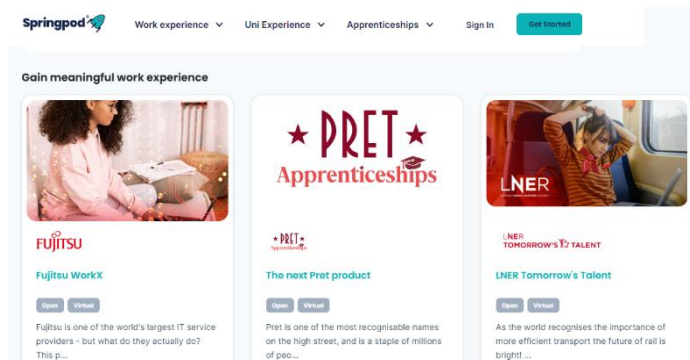 Springpod
Work experience
Uni Experience
Apprenticeships
Sign In
Get Started
Gain meaningful work experience
PRET
Apprenticeships
LNER
FUJITSU
Fujitsu WorkX
Open
Virtual
Fujitsu is one of the world's largest IT service
providers - but what do they actually do?
This p...
PRET
Apprenticeships
The next Pret product
Open
Virtual
Pret is one of the most recognisable names
on the high street, and is a staple of millions
of peo...
LNER
TOMORROW'S TALENT
LNER Tomorrow's Talent
Open
Virtual
As the world recognises the importance of
more efficient transport the future of rail is
bright! ...